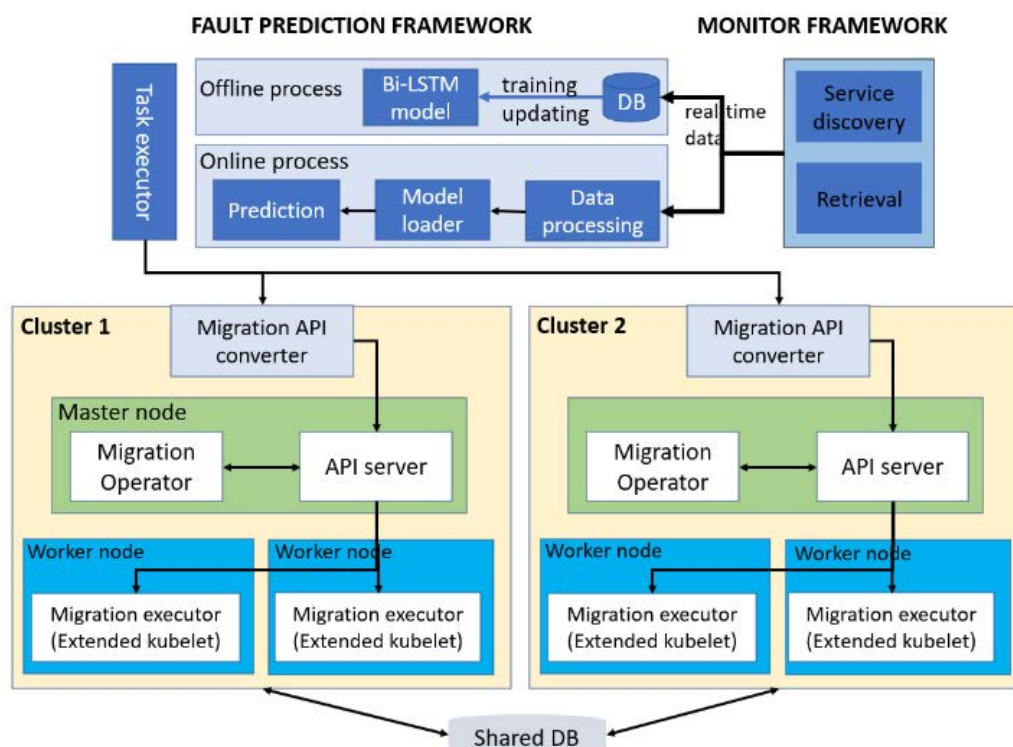 FAULT PREDICTION FRAMEWORK
MONITOR FRAMEWORK
Task executor
Offline process
Bi-LSTM
model
training
updating
DB
real-time
data
Service
discovery
Retrieval
Online process
Prediction
Model
loader
Data
processing
Cluster 1
Migration API
converter
Master node
Migration
Operator
API server
Worker node
Migration executor
(Extended kubelet)
Worker node
Migration executor
(Extended kubelet)
Cluster 2
Migration API
converter
Migration
Operator
API server
Worker node
Migration executor
(Extended kubelet)
Worker node
Migration executor
(Extended kubelet)
Shared DB